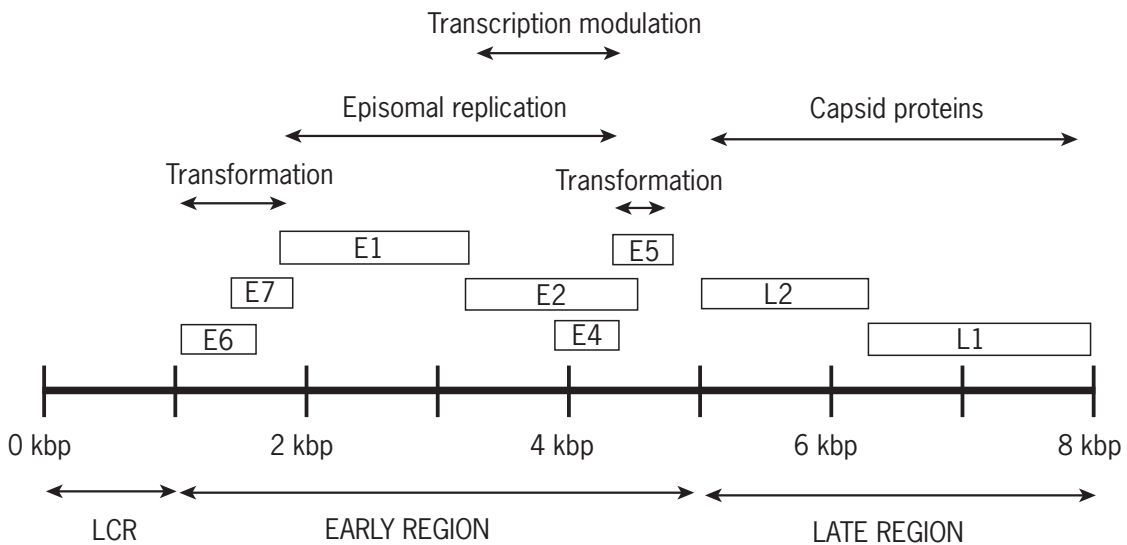 Transcription modulation
Episomal replication
Capsid proteins
Transformation
Transformation
E1
E5
E7
E2
L2
E6
E4
L1
0 kbp
2 kbp
4 kbp
6 kbp
8 kbp
LCR
EARLY REGION
LATE REGION